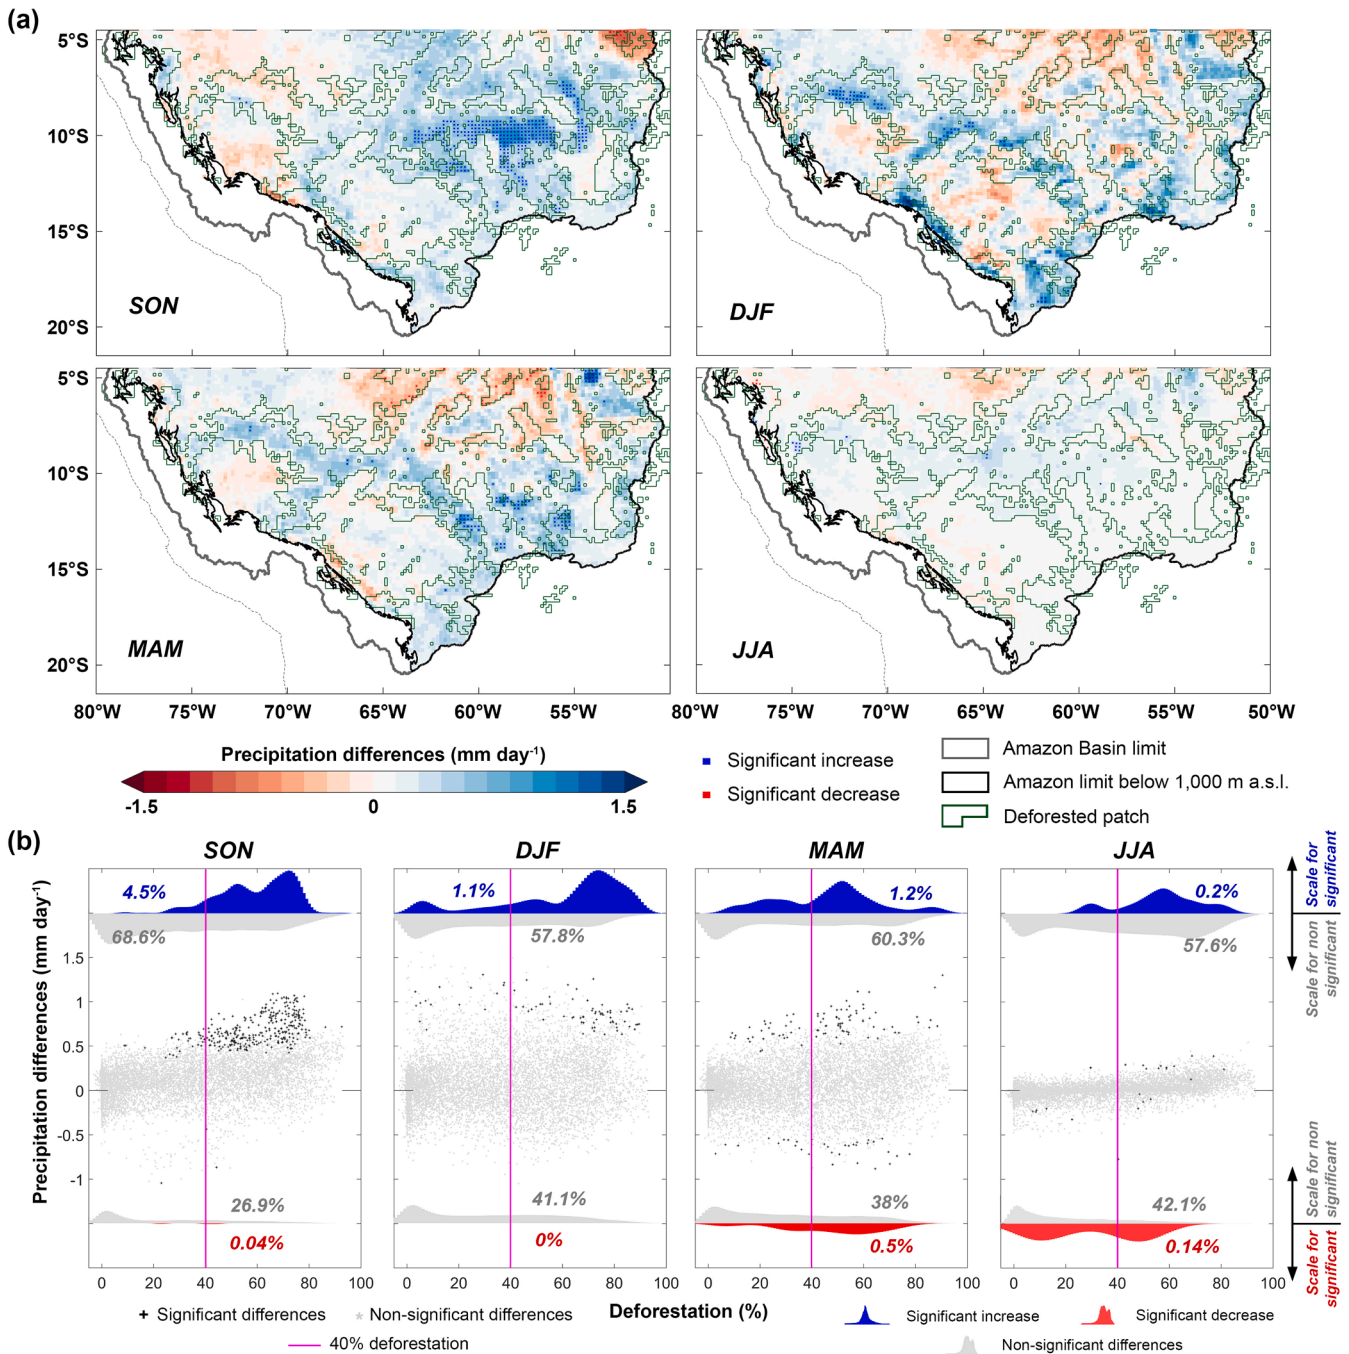 (a)
5°S
10°S
15°S
20°S
SON
DJF
5°S
10°S
15°S
20°S
MAM
JJA
80°W 75°W 70°W 65°W 60°W 55°W 80°W 75°W 70°W 65°W 60°W 55°W 50°W
Precipitation differences (mm day-1)
-1.5 0 1.5
Significant increase
Significant decrease
Amazon Basin limit
Amazon limit below 1,000 m a.s.l.
Deforested patch
(b)
SON DJF MAM JJA
Precipitation differences (mm day-1)
1.5
1
0.5
0
-0.5
-1
4.5%
68.6%
26.9%
0.04%
1.1%
57.8%
41.1%
0%
1.2%
60.3%
38%
0.5%
0.2%
57.6%
42.1%
0.14%
Scale for
significant
Scale for non
significant
Scale for non
significant
Scale for
significant
0 20 40 60 80 100 0 20 40 60 80 100 0 20 40 60 80 100 0 20 40 60 80 100
Deforestation (%)
+ Significant differences
* Non-significant differences
40% deforestation
Significant increase
Significant decrease
Non-significant differences